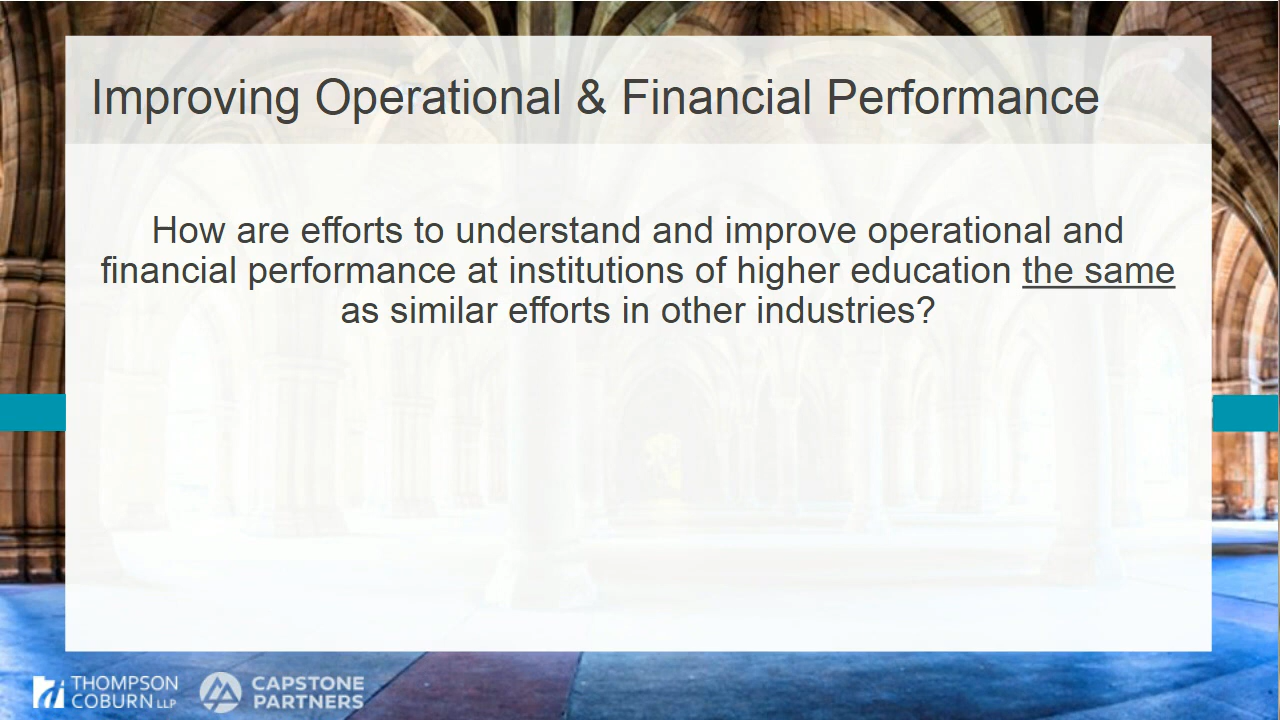 Improving Operational & Financial Performance
How are efforts to understand and improve operational and
financial performance at institutions of higher education the same
as similar efforts in other industries?
THOMPSON
COBURN LLP
CAPSTONE
PARTNERS